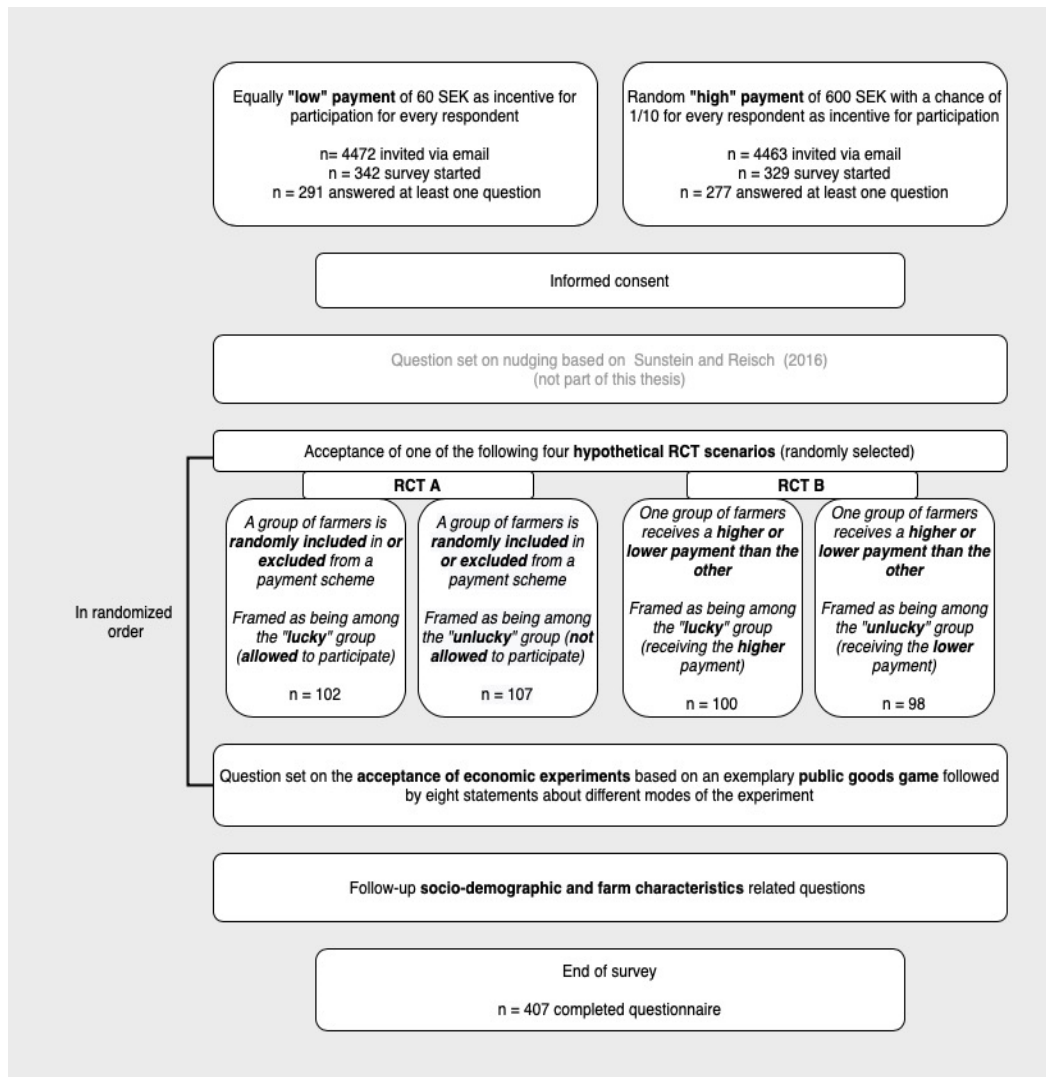 Equally "low" payment of 60 SEK as incentive for
participation for every respondent
n= 4472 invited via email
n = 342 survey started
n = 291 answered at least one question
Random "high" payment of 600 SEK with a chance of
1/10 for every respondent as incentive for participation
n = 4463 invited via email
n = 329 survey started
n = 277 answered at least one question
Informed consent
Question set on nudging based on Sunstein and Reisch (2016)
(not part of this thesis)
In randomized
order
Acceptance of one of the following four hypothetical RCT scenarios (randomly selected)
RCT A
A group of farmers is
randomly included in or
excluded from a
payment scheme
Framed as being among
the "lucky" group
(allowed to participate)
n = 102
A group of farmers is
randomly included in
or excluded from a
payment scheme
Framed as being among
the "unlucky" group (not
allowed to participate)
n = 107
RCT B
One group of farmers
receives a higher or
lower payment than the
other
Framed as being among
the "lucky" group
(receiving the higher
payment)
n = 100
One group of farmers
receives a higher or
lower payment than the
other
Framed as being among
the "unlucky" group
(receiving the lower
payment)
n = 98
Question set on the acceptance of economic experiments based on an exemplary public goods game followed
by eight statements about different modes of the experiment
Follow-up socio-demographic and farm characteristics related questions
End of survey
n = 407 completed questionnaire